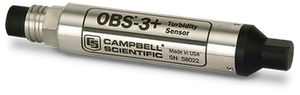 OBS-3+ Turbidity
Sensor
CAMPBELL
SCIENTIFIC
Made in USA
SN: S8022